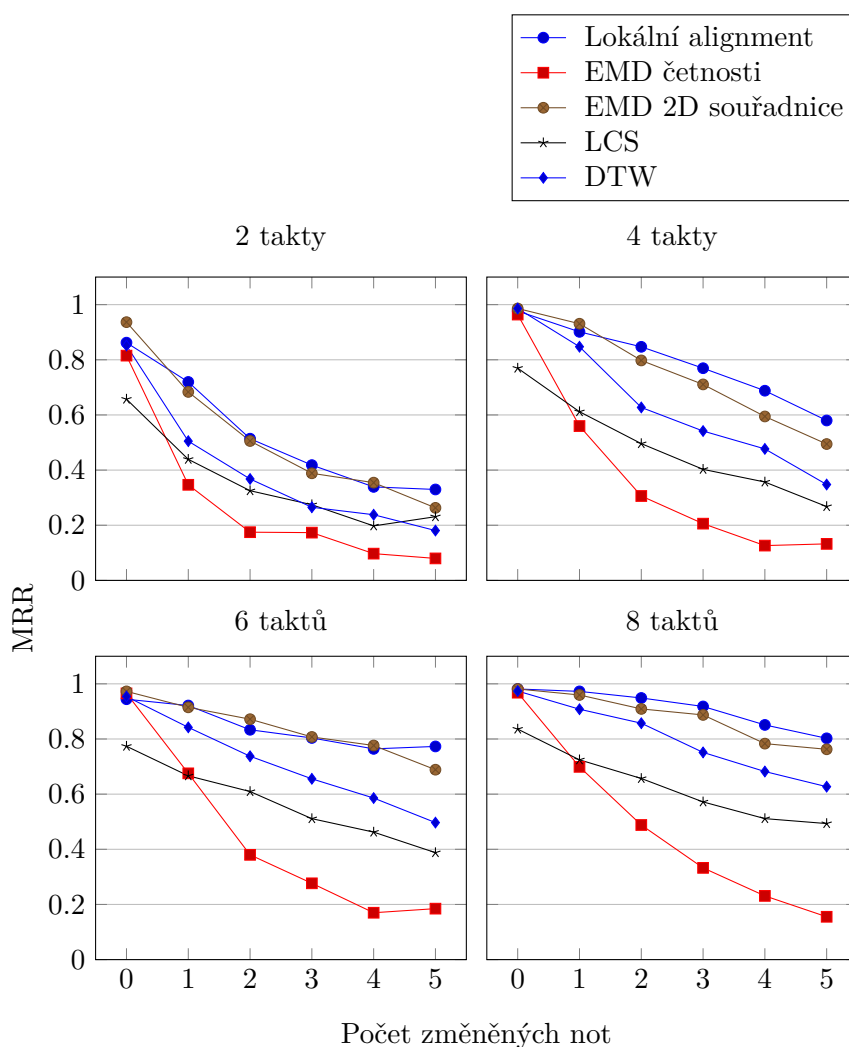 Lokální alignment
EMD četnosti
EMD 2D souřadnice
LCS
DTW
2 takty
4 takty
1
0.8
0.6
0.4
0.2
0
MRR
6 taktů
8 taktů
1
0.8
0.6
0.4
0.2
0
0 1 2 3 4 5
0 1 2 3 4 5
Počet změněných not